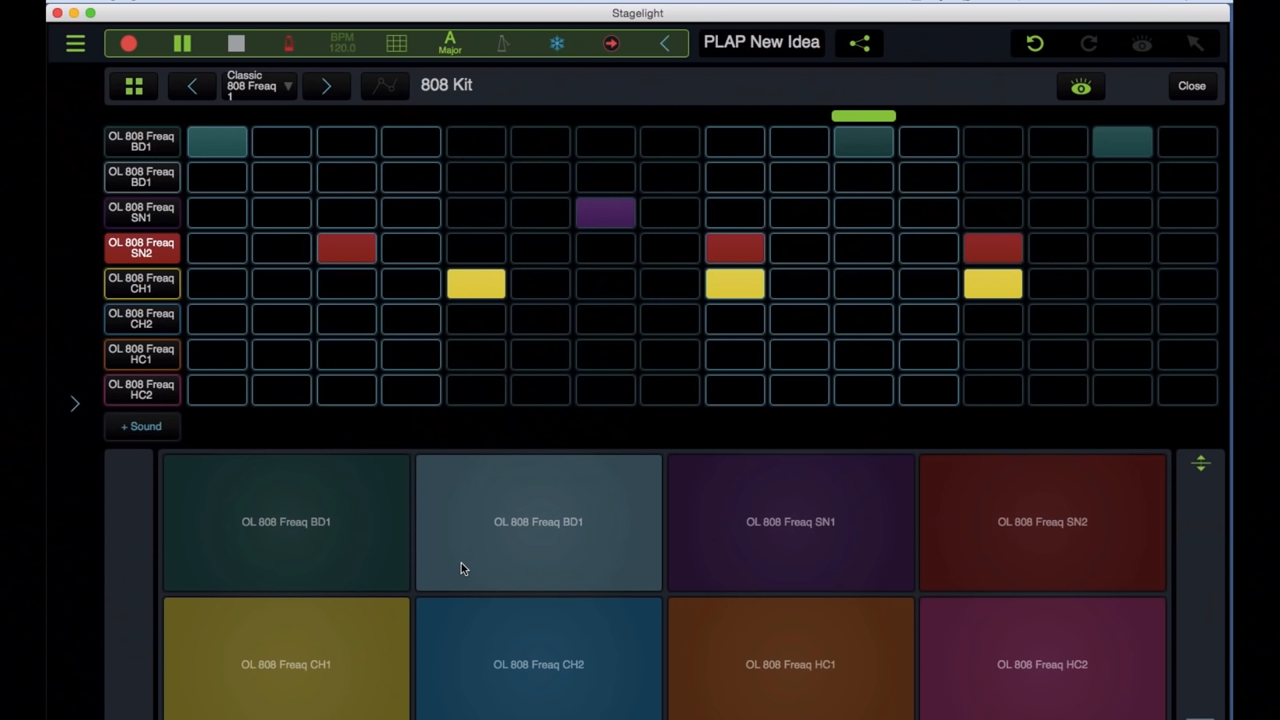 Stagelight
BPM
120.0
A
Major
PLAP New Idea
Classic
808 Freaq
1
808 Kit
Close
OL 808 Freaq
BD1
OL 808 Freaq
BD1
OL 808 Freaq
SN1
OL 808 Freaq
SN2
OL 808 Freaq
CH1
OL 808 Freaq
CH2
OL 808 Freaq
HC1
OL 808 Freaq
HC2
+ Sound
OL 808 Freaq BD1
OL 808 Freaq BD1
OL 808 Freaq SN1
OL 808 Freaq SN2
OL 808 Freaq CH1
OL 808 Freaq CH2
OL 808 Freaq HC1
OL 808 Freaq HC2